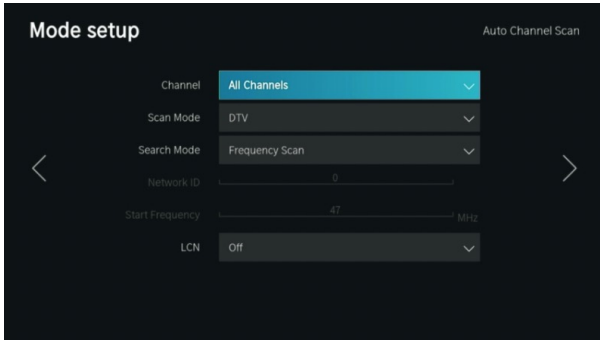 Mode setup
Auto Channel Scan
Channel All Channels
Scan Mode DTV
Search Mode Frequency Scan
Network ID 0
Start Frequency 47 MHz
LCN Off